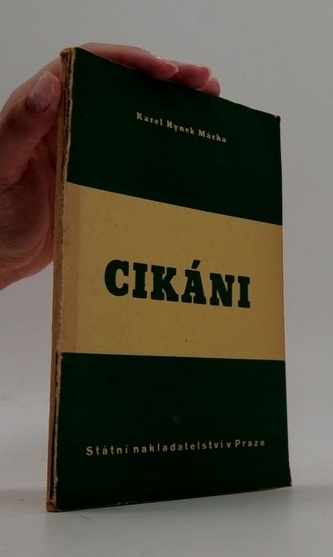 Karel Hynek Mácha
CIKÁNI
Státní nakladatelství v Praze